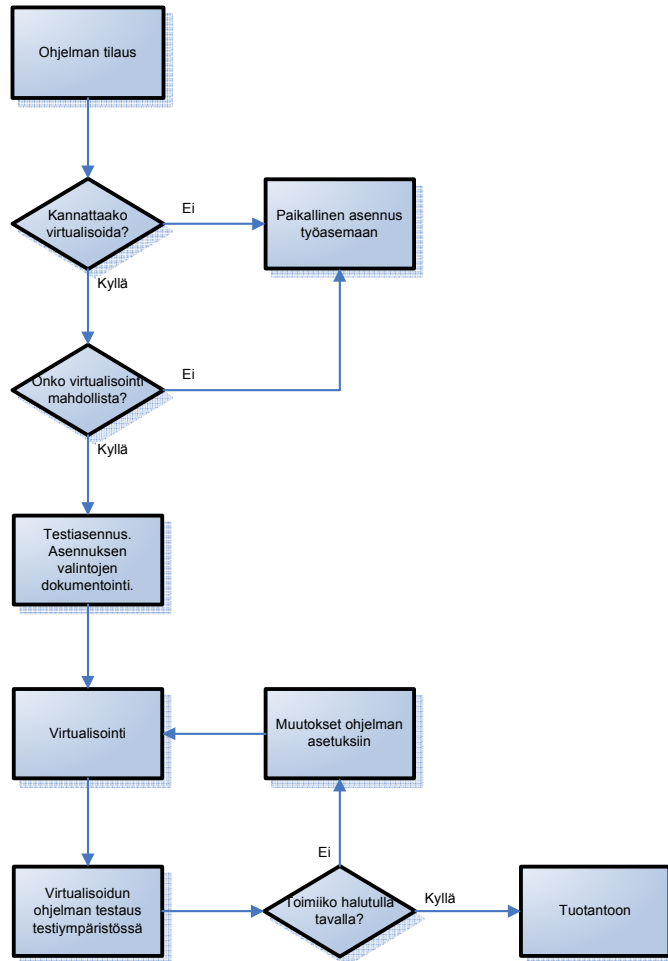 Ohjelman tilaus
Kannattaako
virtualisoida?
Ei
Paikallinen asennus
työasemaan
Kyllä
Onko virtualisointi
mahdollista?
Ei
Kyllä
Testiasennus.
Asennuksen
valintojen
dokumentointi.
Virtualisointi
Muutokset ohjelman
asetuksiin
Ei
Virtualisoidun
ohjelman testaus
testiympäristössä
Toimiiko halutulla
tavalla?
Kyllä
Tuotantoon